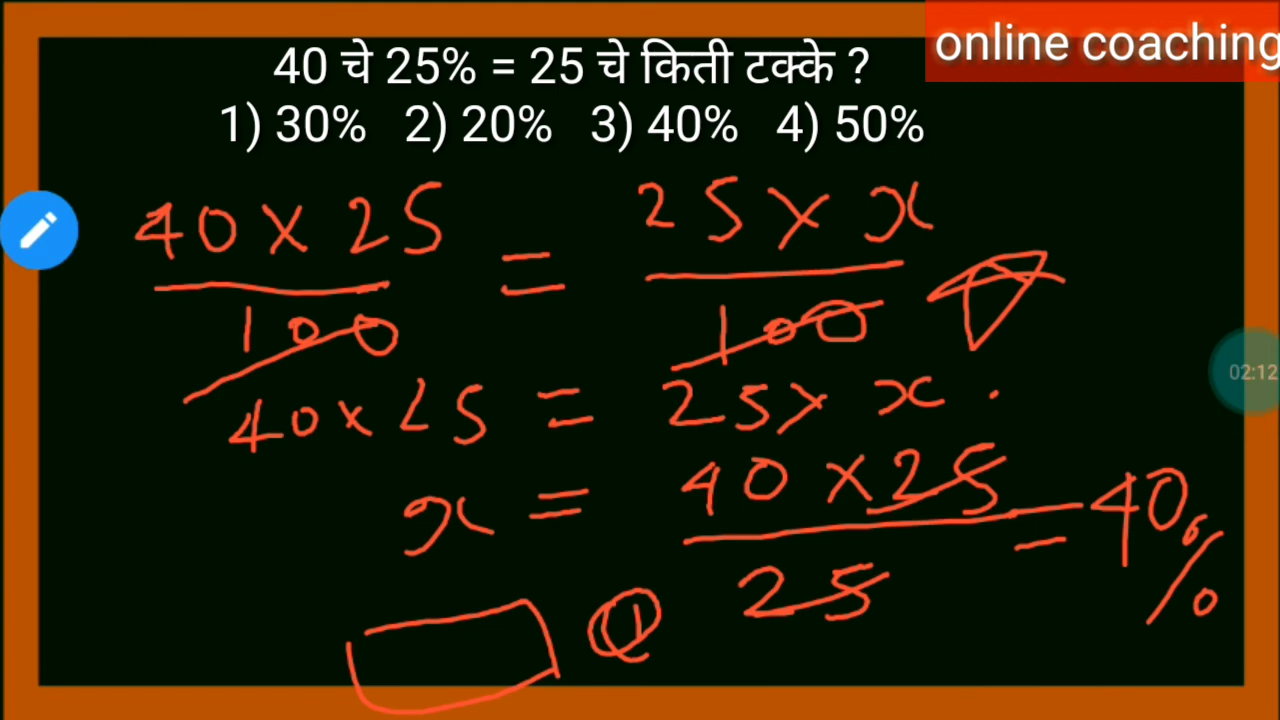 online coaching
40 चे 25% = 25 चे किती टक्के ?
1) 30% 2) 20% 3) 40% 4) 50%
40 x 25 / 100 = 25 x x / 100
02:12
40 x 25 = 25 x x .
x = 40 x 25 / 25 = 40%